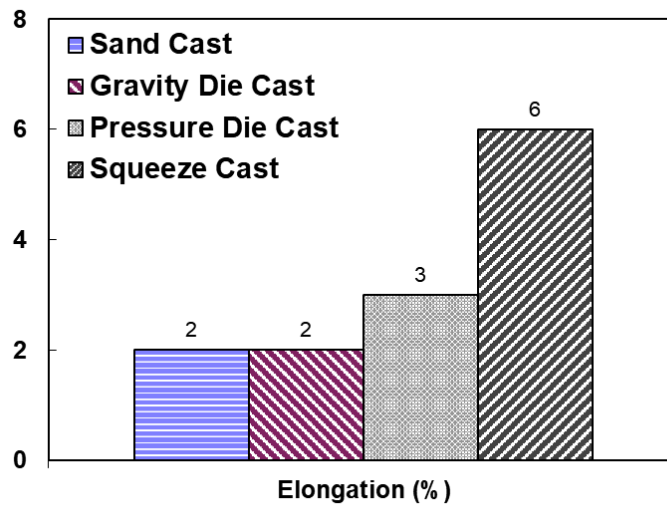 8
Sand Cast
Gravity Die Cast
Pressure Die Cast
Squeeze Cast
6
6
4
3
2
2
2
0
Elongation (%)